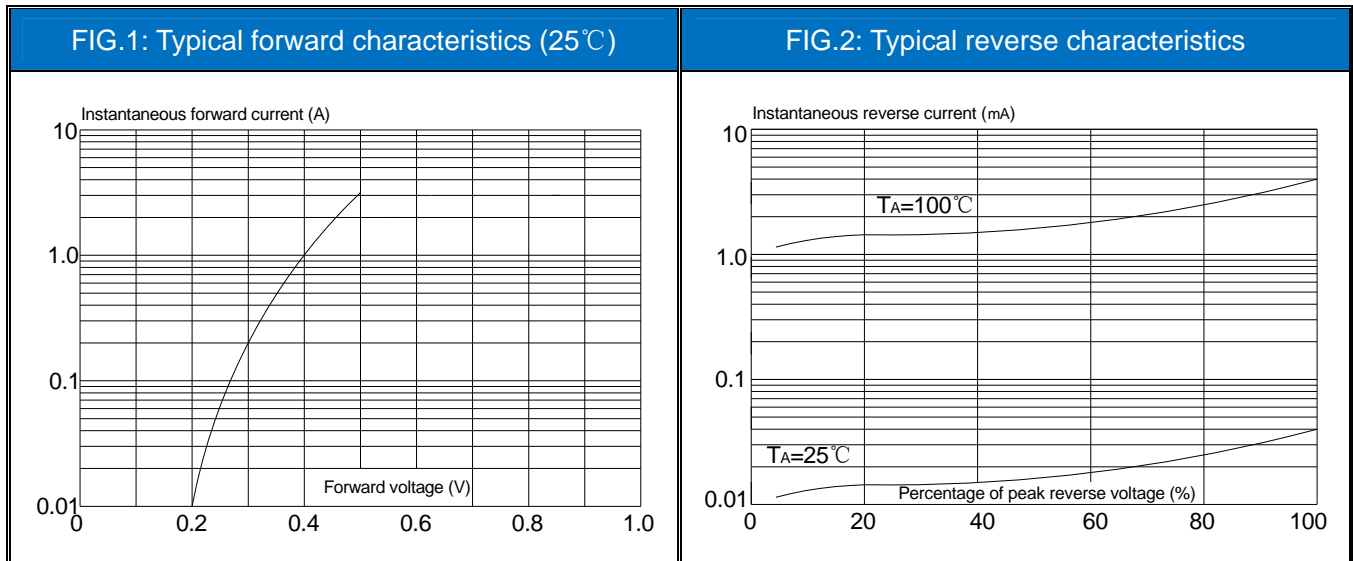 FIG.1: Typical forward characteristics (25℃)
Instantaneous forward current (A)
10
1.0
0.1
0.01
Forward voltage (V)
0 0.2 0.4 0.6 0.8 1.0
FIG.2: Typical reverse characteristics
Instantaneous reverse current (mA)
10
TA=100℃
1.0
0.1
TA=25℃
0.01
Percentage of peak reverse voltage (%)
0 20 40 60 80 100